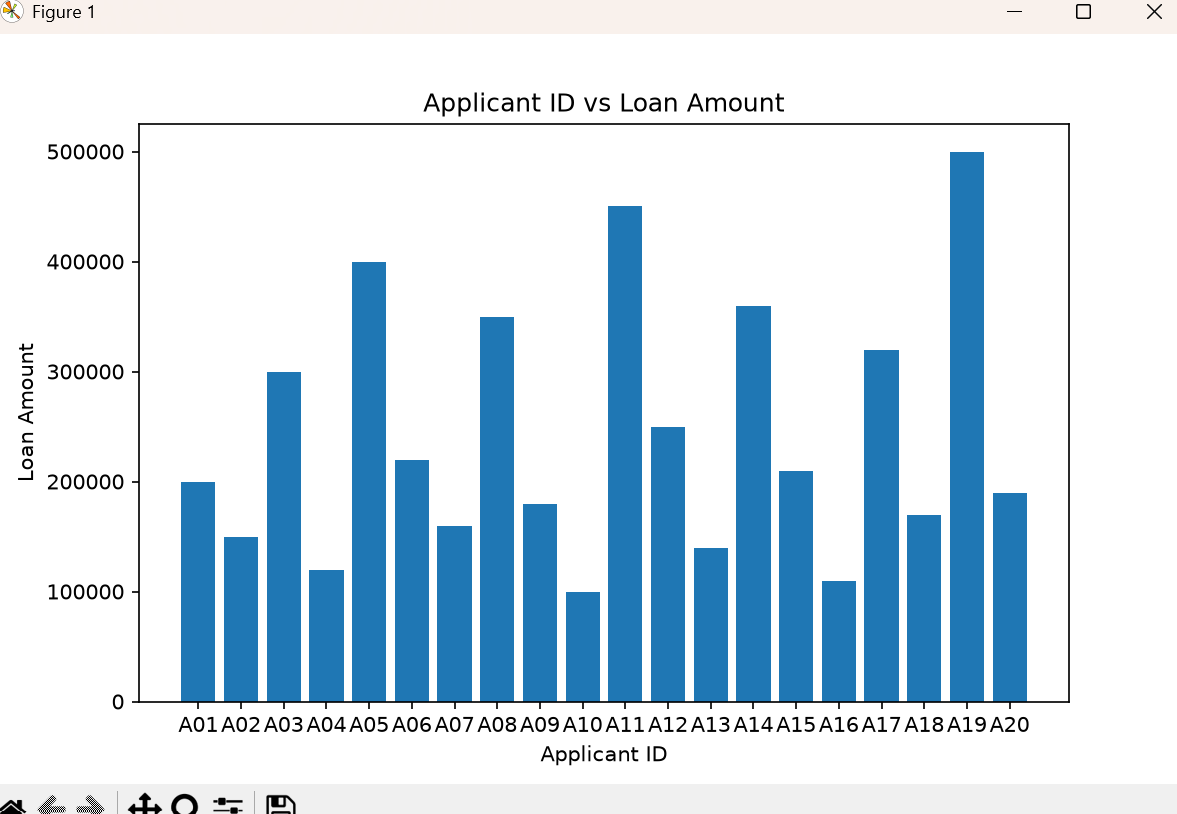 Figure 1
Applicant ID vs Loan Amount
500000
400000
300000
200000
100000
0
Loan Amount
A01 A02 A03 A04 A05 A06 A07 A08 A09 A10 A11 A12 A13 A14 A15 A16 A17 A18 A19 A20
Applicant ID